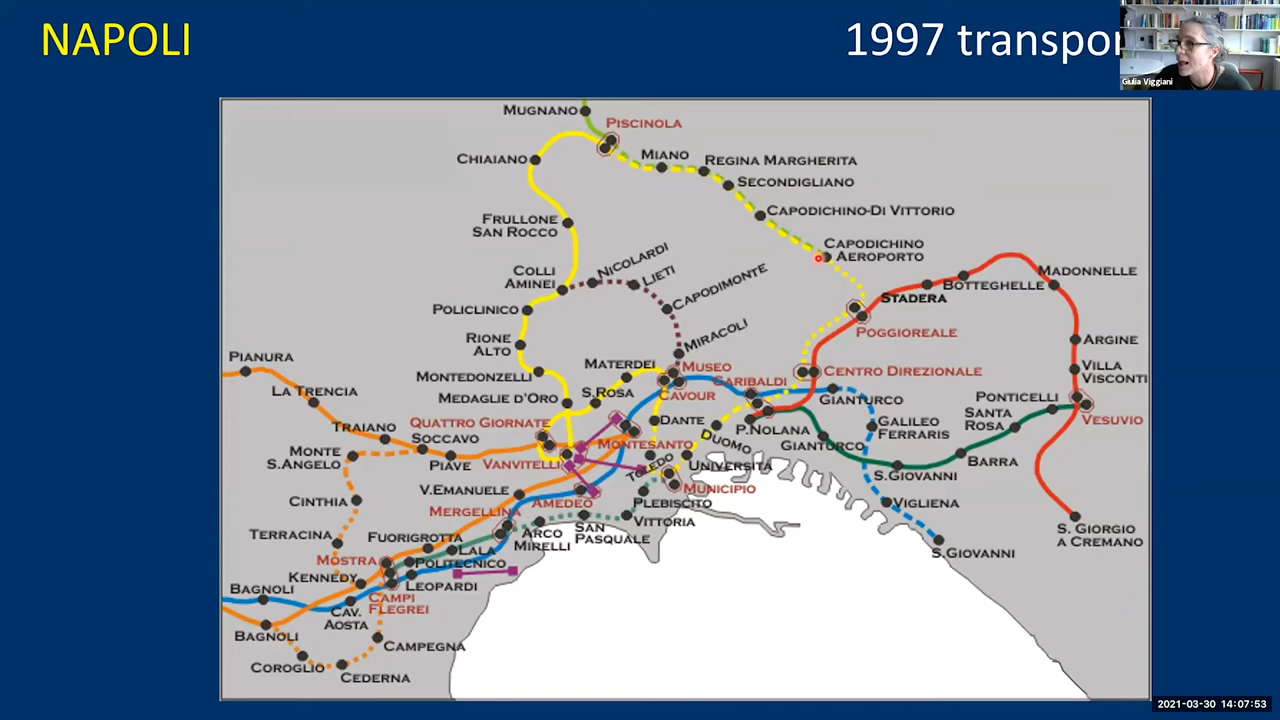 NAPOLI
1997 transpor
Giulia Viggiani
MUGNANO
PISCINOLA
CHIAIANO
MIANO
REGINA MARGHERITA
SECONDIGLIANO
CAPODICHINO-DI VITTORIO
FRULLONE
SAN ROCCO
CAPODICHINO
AEROPORTO
COLLI
AMINEI
NICOLARDI
LIETI
CAPODIMONTE
MADONNELLE
BOTTEGHELLE
STADERA
POLICLINICO
POGGIOREALE
MIRACOLI
RIONE
ALTO
ARGINE
PIANURA
MATERDEI
MUSEO
VILLA
VISCONTI
CENTRO DIREZIONALE
MONTEDONZELLI
GARIBALDI
LA TRENCIA
S.ROSA
CAVOUR
MEDAGLIE D'ORO
GIANTURCO
PONTICELLI
SANTA
ROSA
VESUVIO
QUATTRO GIORNATE
DANTE
P.NOLANA
GALILEO
FERRARIS
TRAIANO
SOCCAVO
MONTESANTO
DUOMO
GIANTURCO
MONTE
S.ANGELO
PIAVE
VANVITELLI
TOLEDO
UNIVERSITÀ
BARRA
S.GIOVANNI
V.EMANUELE
MUNICIPIO
CINTHIA
AMEDEO
PLEBISCITO
VIGLIENA
MERGELLINA
VITTORIA
TERRACINA
FUORIGROTTA
ARCO
MIRELLI
SAN
PASQUALE
S. GIORGIO
A CREMANO
LALA
S.GIOVANNI
MOSTRA
POLITECNICO
KENNEDY
LEOPARDI
BAGNOLI
CAMPI
FLEGREI
CAV.
AOSTA
BAGNOLI
CAMPEGNA
COROGLIO
CEDERNA
2021-03-30 14:07:53